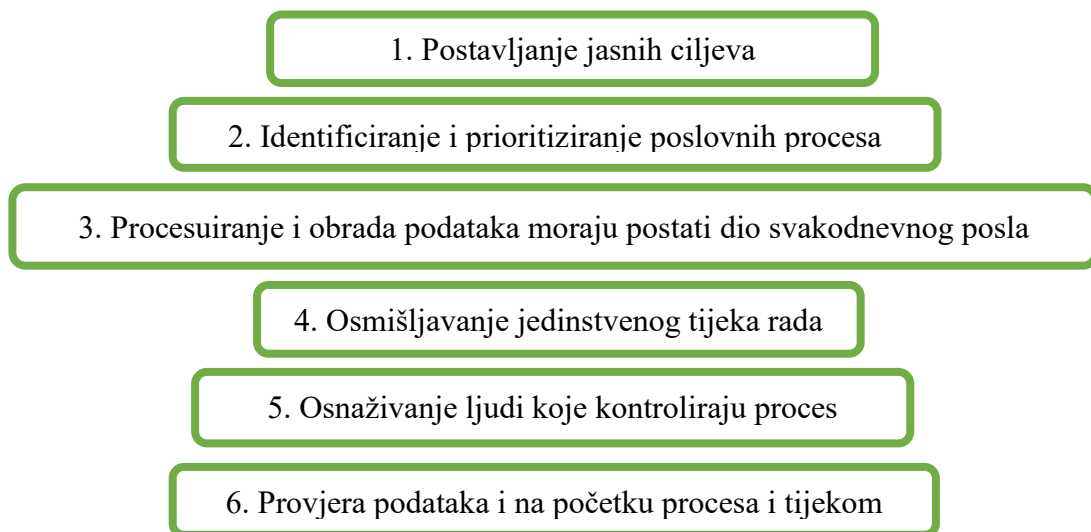 1. Postavljanje jasnih ciljeva
2. Identificiranje i prioritiziranje poslovnih procesa
3. Procesuiranje i obrada podataka moraju postati dio svakodnevnog posla
4. Osmišljavanje jedinstvenog tijeka rada
5. Osnaživanje ljudi koje kontroliraju proces
6. Provjera podataka i na početku procesa i tijekom